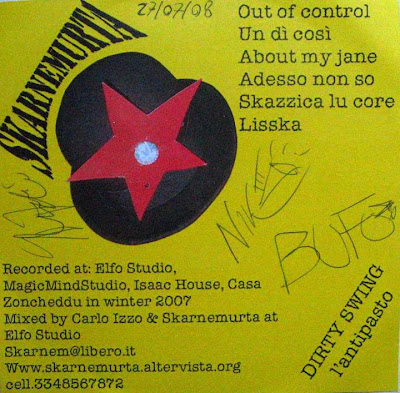 27/07/08
SKARNEMURTA
Out of control
Un dì così
About my jane
Adesso non so
Skazzica lu core
Lisska
BUFO
Recorded at: Elfo Studio,
MagicMindStudio, Isaac House, Casa
Zoncheddu in winter 2007
Mixed by Carlo Izzo & Skarnemurta at
Elfo Studio
Skarnem@libero.it
Www.skarnemurta.altervista.org
cell.3348567872
DIRTY SWING
l'antipasto